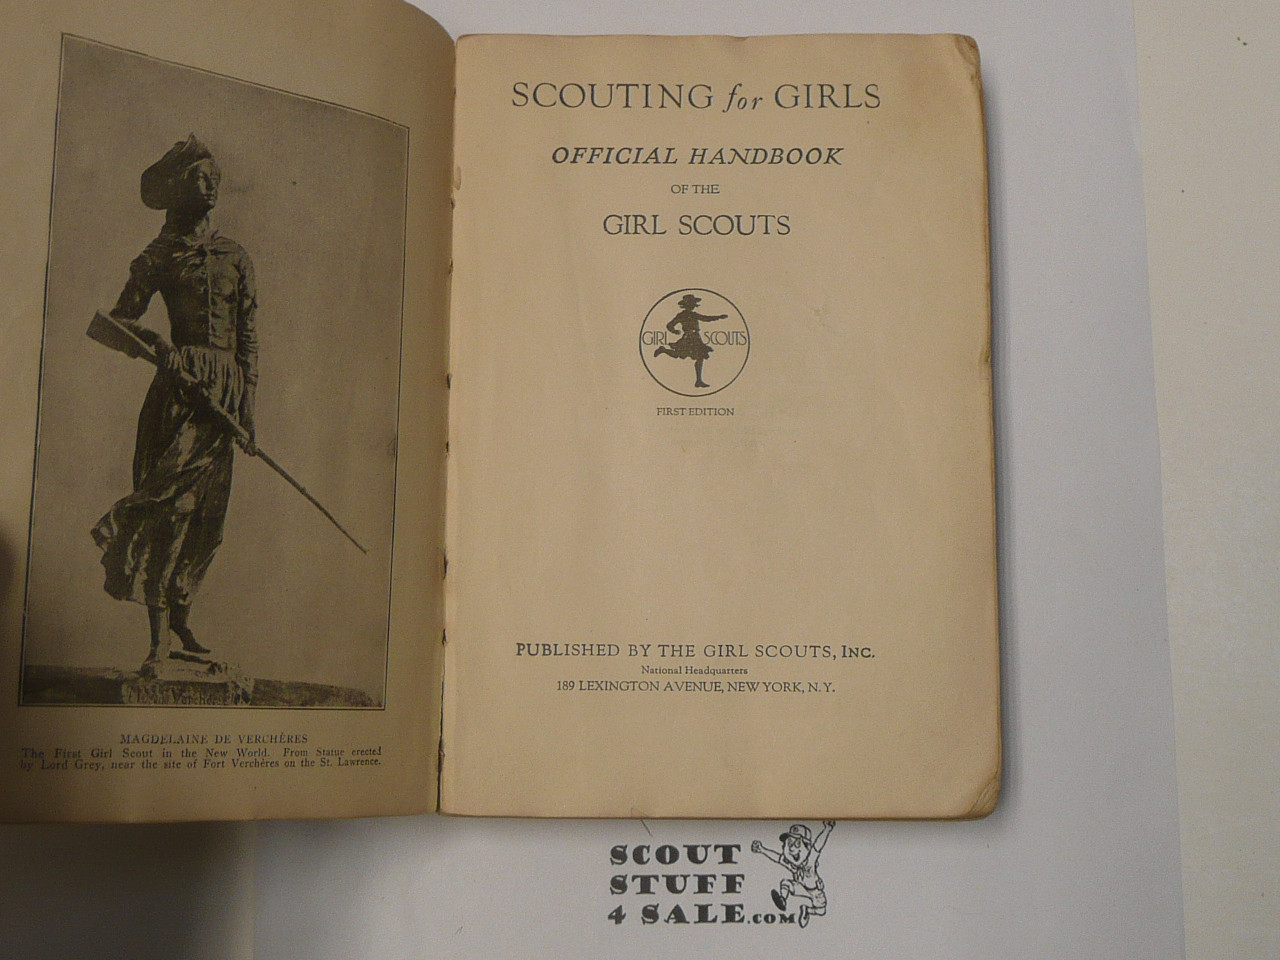 MAGDELAINE DE VERCHÈRES
The First Girl Scout in the New World. From Statue erected
by Lord Grey, near the site of Fort Verchères on the St. Lawrence.
SCOUTING for GIRLS
OFFICIAL HANDBOOK
OF THE
GIRL SCOUTS
GIRL SCOUTS
FIRST EDITION
PUBLISHED BY THE GIRL SCOUTS, INC.
National Headquarters
189 LEXINGTON AVENUE, NEW YORK, N.Y.
SCOUT
STUFF
4 SALE.COM